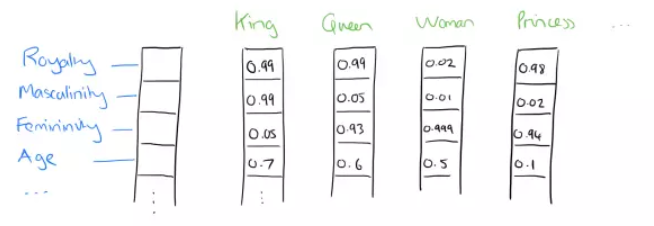 King Queen Woman Princess ...
Royalty 0.99 0.99 0.02 0.98
Masculinity 0.99 0.05 0.01 0.02
Femininity 0.05 0.93 0.999 0.94
Age 0.7 0.6 0.5 0.1
...